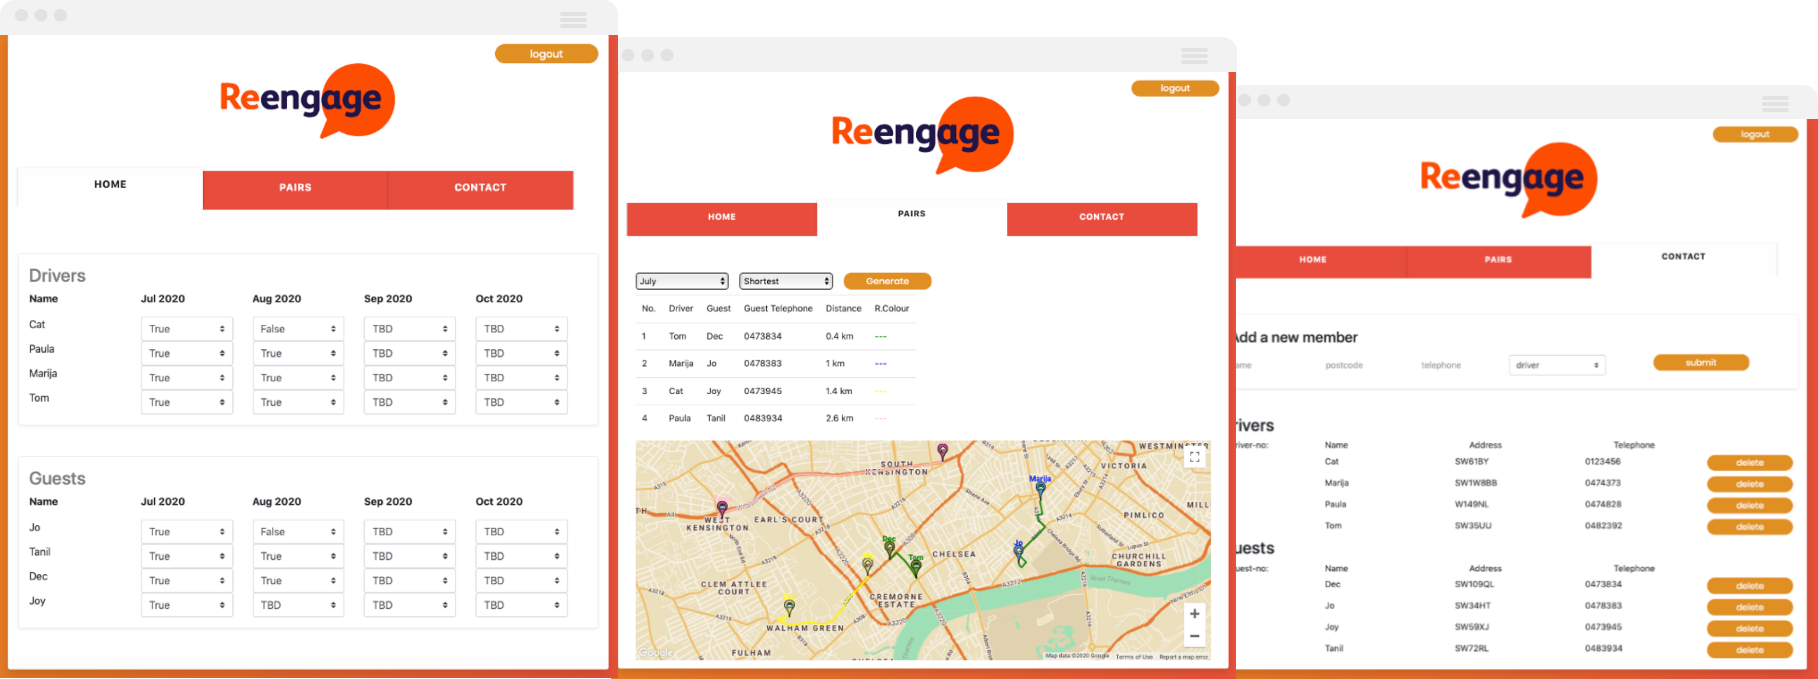 logout
Reengage
HOME PAIRS CONTACT
Drivers
Name Jul 2020 Aug 2020 Sep 2020 Oct 2020
Cat True False TBD TBD
Paula True True TBD TBD
Marija True True TBD TBD
Tom True True TBD TBD
Guests
Name Jul 2020 Aug 2020 Sep 2020 Oct 2020
Jo True False TBD TBD
Tanil True True TBD TBD
Dec True True TBD TBD
Joy True TBD TBD TBD
logout
Reengage
HOME PAIRS CONTACT
July Shortest Generate
No. Driver Guest Guest Telephone Distance R.Colour
1 Tom Dec 0473834 0.4 km ---
2 Marija Jo 0478383 1 km ---
3 Cat Joy 0473945 1.4 km ---
4 Paula Tanil 0483934 2.6 km ---
WESTMINSTER
SOUTH
KENSINGTON
VICTORIA
Marija
WEST
KENSINGTON
EARL'S COURT
PIMLICO
MILL
Dec
Jo
Tom
CHELSEA
CHURCHILL
GARDENS
CLEM ATTLEE
COURT
CREMORNE
ESTATE
WALHAM GREEN
FULHAM
Google
Map data ©2020 Google Terms of Use Report a map error
logout
Reengage
HOME PAIRS CONTACT
Add a new member
ame postcode telephone driver submit
rivers
river-no: Name Address Telephone
Cat SW61BY 0123456 delete
Marija SW1W8BB 0474373 delete
Paula W149NL 0474828 delete
Tom SW35UU 0482392 delete
uests
uest-no: Name Address Telephone
Dec SW109QL 0473834 delete
Jo SW34HT 0478383 delete
Joy SW59XJ 0473945 delete
Tanil SW72RL 0483934 delete